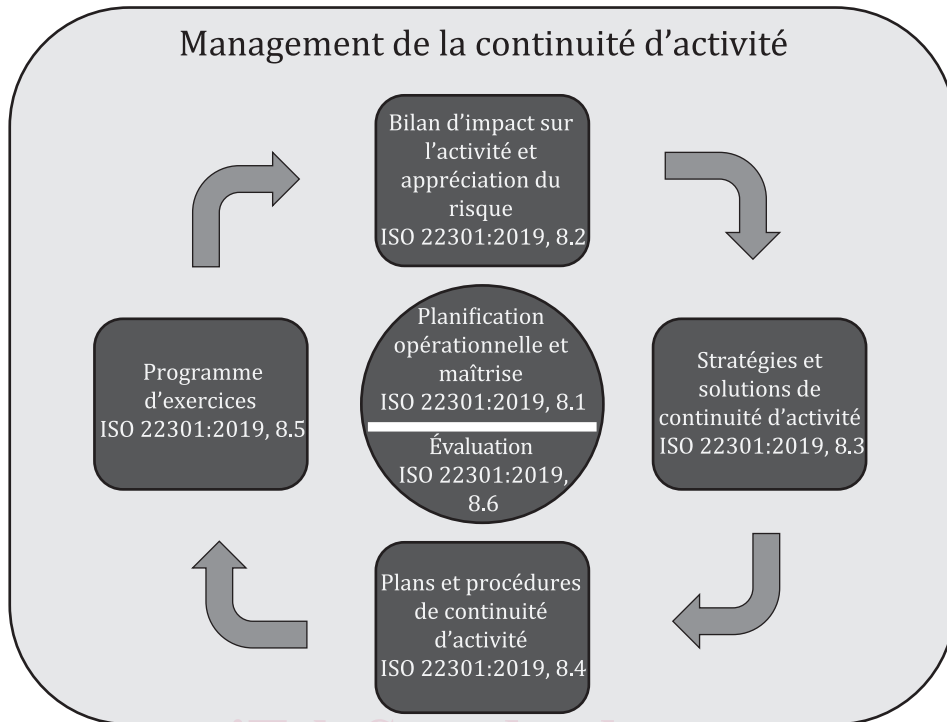 Management de la continuité d’activité
Bilan d’impact sur
l’activité et
appréciation du
risque
ISO 22301:2019, 8.2
Planification
opérationnelle et
maîtrise
ISO 22301:2019, 8.1
Évaluation
ISO 22301:2019,
8.6
Programme
d’exercices
ISO 22301:2019, 8.5
Stratégies et
solutions de
continuité d’activité
ISO 22301:2019, 8.3
Plans et procédures
de continuité
d’activité
ISO 22301:2019, 8.4